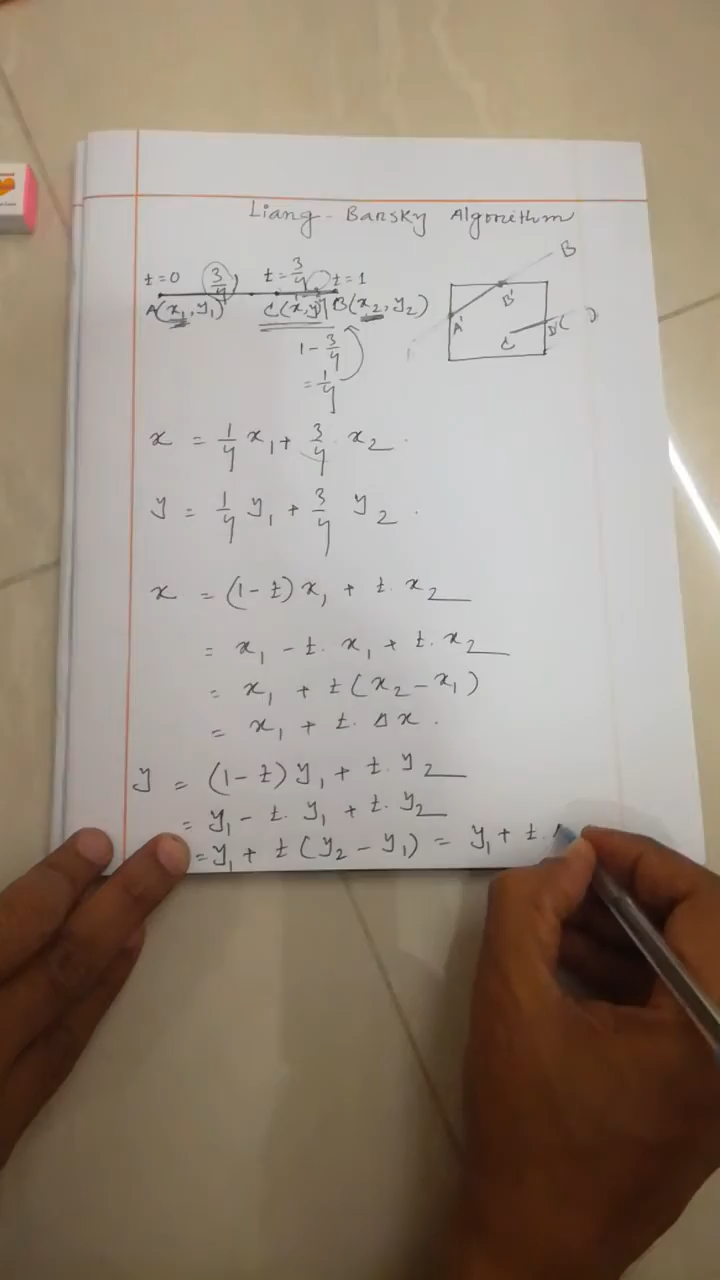 Liang - Barsky Algorithm
t=0 3/4 t=3/4 t=1
A(x₁, y₁) C(x, y) B(x₂, y₂)
1 - 3/4
= 1/4
B
B'
A'
C D' D
x = 1/4 x₁ + 3/4 . x₂ .
y = 1/4 y₁ + 3/4 y₂ .
x = (1-t) x₁ + t. x₂
= x₁ - t. x₁ + t. x₂
= x₁ + t(x₂ - x₁)
= x₁ + t. Δx .
y = (1-t) y₁ + t. y₂
= y₁ - t. y₁ + t. y₂
= y₁ + t(y₂ - y₁) = y₁ + t.